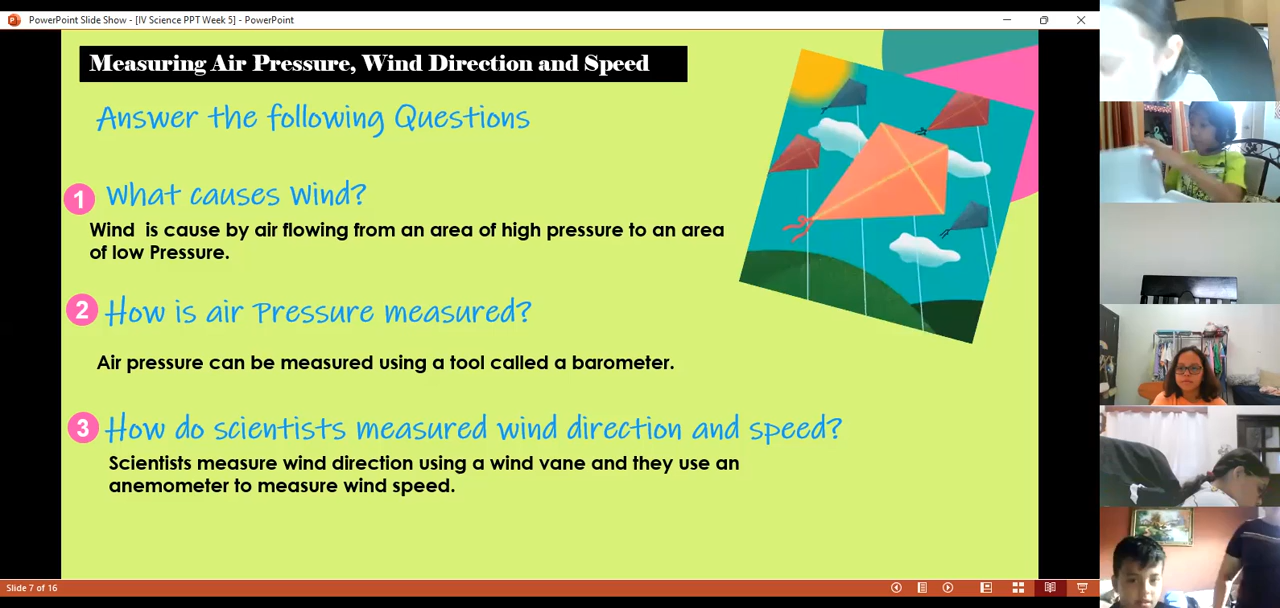 PowerPoint Slide Show - [IV Science PPT Week 5] - PowerPoint
Measuring Air Pressure, Wind Direction and Speed
Answer the following Questions
1 What causes Wind?
Wind is cause by air flowing from an area of high pressure to an area
of low Pressure.
2 How is air Pressure measured?
Air pressure can be measured using a tool called a barometer.
3 How do scientists measured wind direction and speed?
Scientists measure wind direction using a wind vane and they use an
anemometer to measure wind speed.
Slide 7 of 16